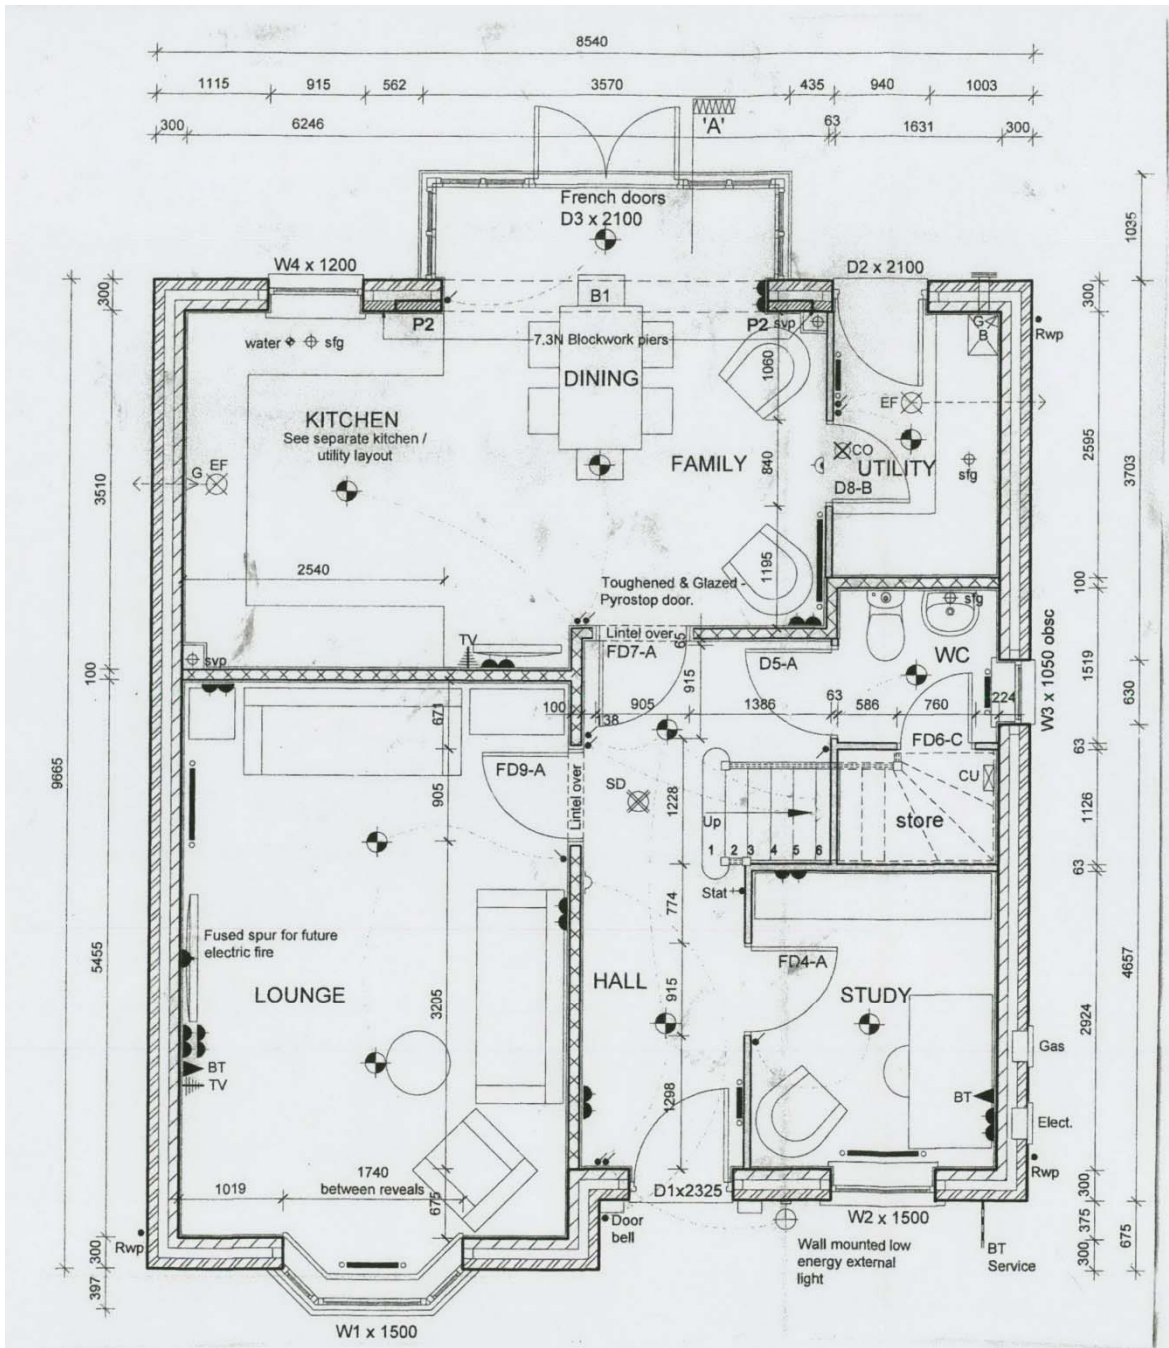 8540
1115
915
562
3570
435
940
1003
'A'
300
6246
63
1631
300
French doors
D3 x 2100
1035
W4 x 1200
D2 x 2100
300
B1
300
P2
P2
svp
G
B
Rwp
7.3N Blockwork piers
water
sfg
1060
DINING
KITCHEN
See separate kitchen /
utility layout
EF
CO
FAMILY
840
UTILITY
2595
3703
G
EF
D8-B
sfg
3510
2540
1195
Toughened & Glazed -
Pyrostop door.
100
sfg
Lintel over
TV
65
FD7-A
D5-A
WC
svp
1519
W3 x 1050 obsc
630
100
915
671
100
38
905
1386
63
586
760
224
FD6-C
63
9665
FD9-A
905
SD
Lintel over
1228
Up
1
2
3
4
5
6
CU
store
1126
63
Stat
774
Fused spur for future
electric fire
FD4-A
5455
LOUNGE
3205
HALL
915
STUDY
2924
4657
Gas
BT
TV
1298
BT
Elect.
Rwp
1740
between reveals
1019
675
D1x2325
300
W2 x 1500
Door
bell
375
675
Rwp
300
Wall mounted low
energy external
light
BT
Service
300
397
W1 x 1500